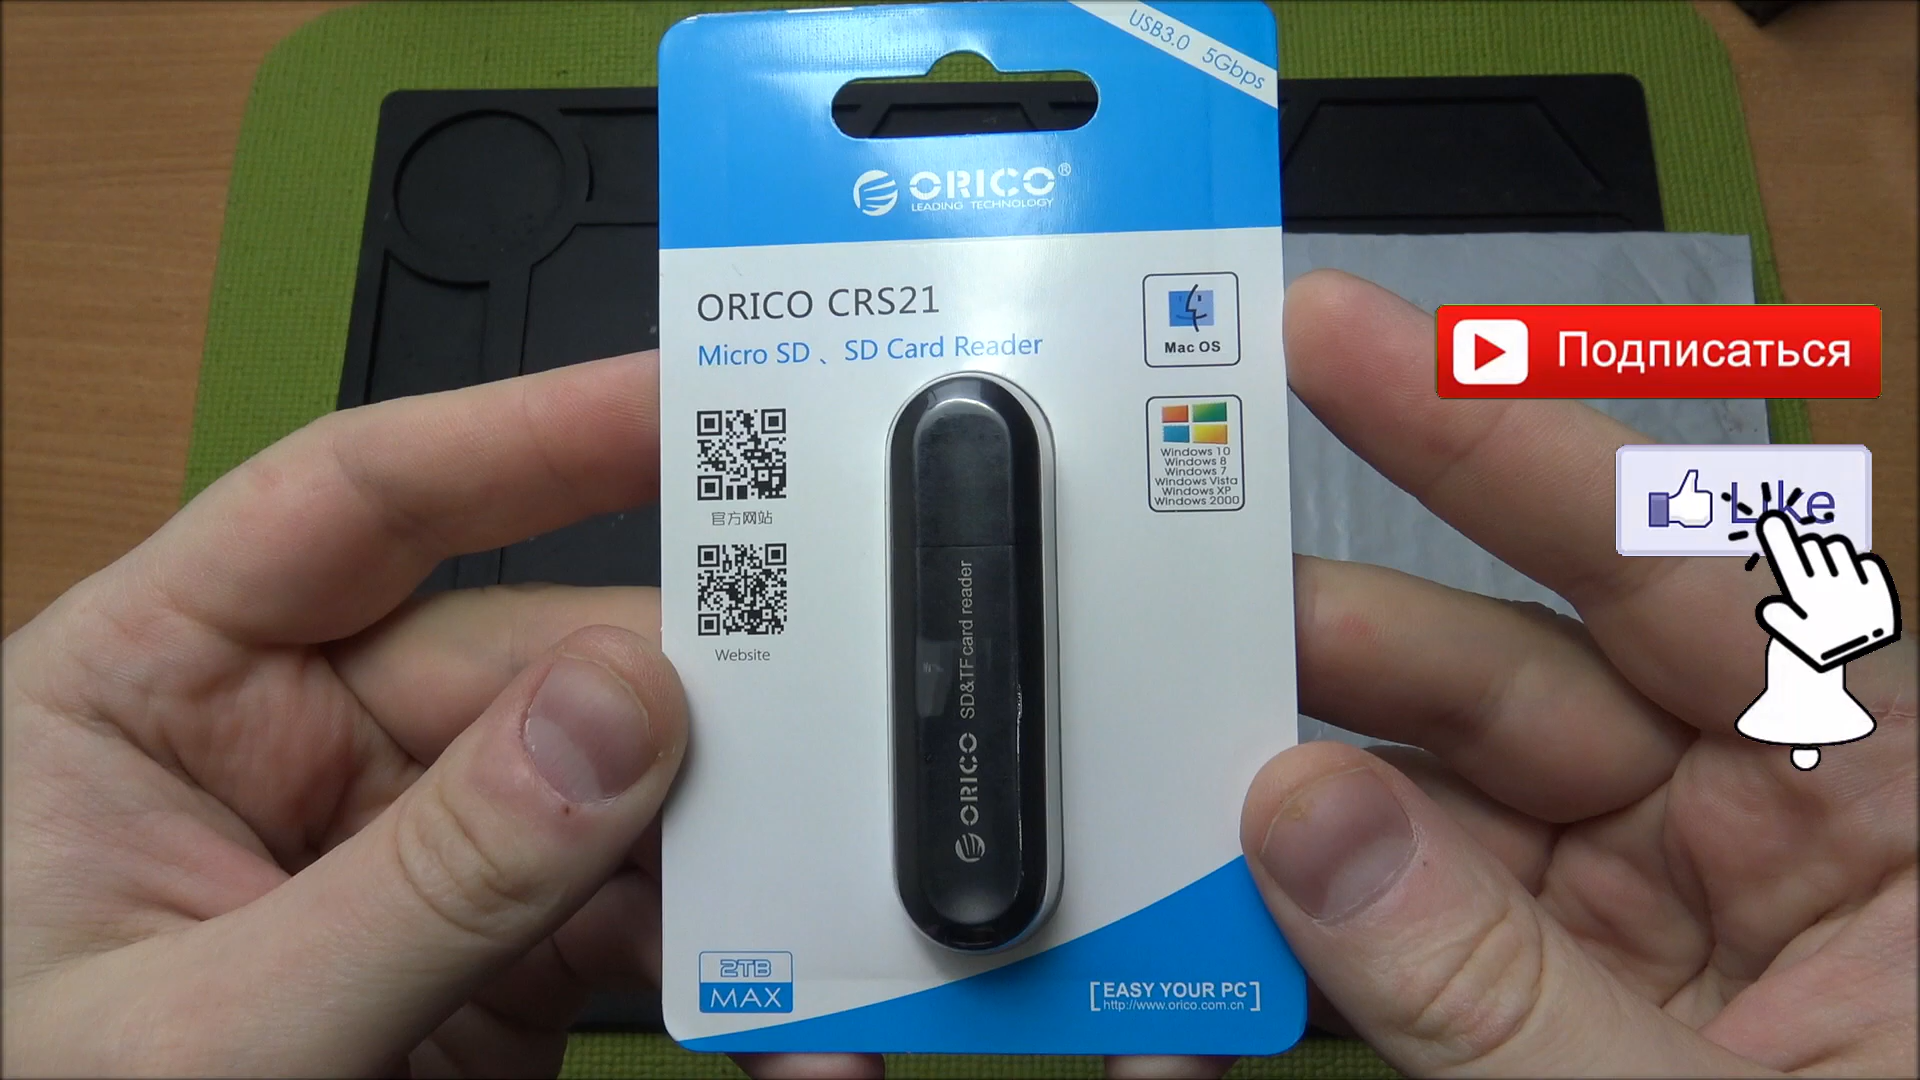 USB3.0 5Gbps
ORICO®
LEADING TECHNOLOGY
ORICO CRS21
Micro SD 、SD Card Reader
Mac OS
Windows 10
Windows 8
Windows 7
Windows Vista
Windows XP
Windows 2000
官方网站
Website
ORICO SD&TF card reader
2TB
MAX
[EASY YOUR PC]
http://www.orico.com.cn
Подписаться
Like